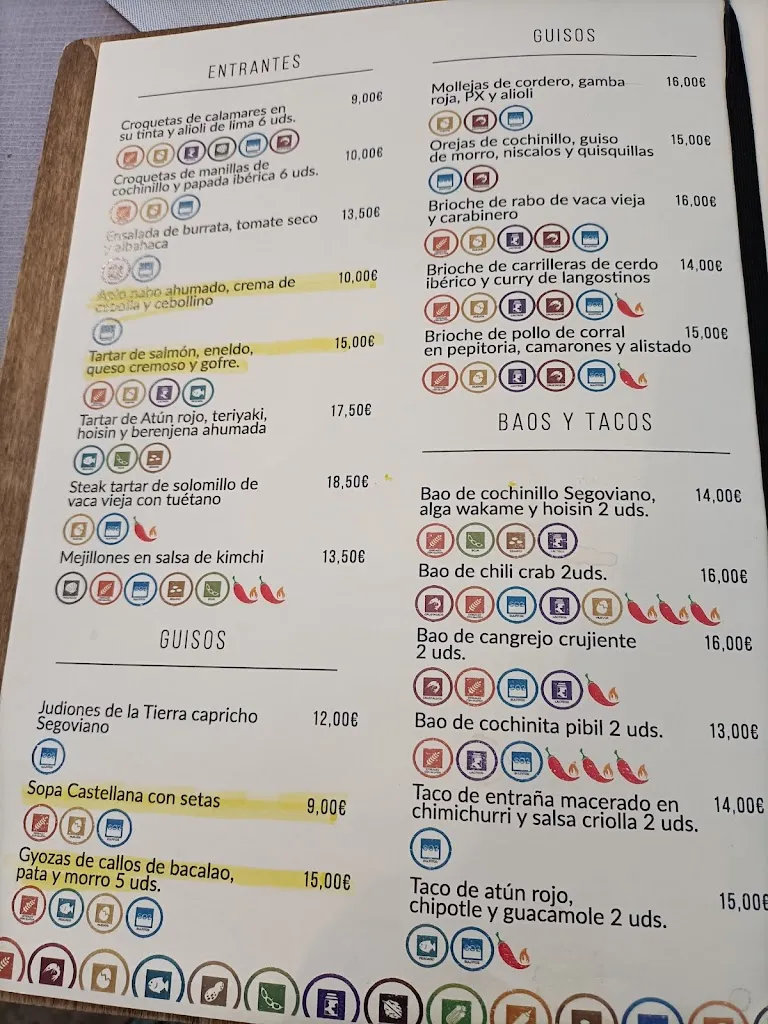 ENTRANTES
Croquetas de calamares en
su tinta y alioli de lima 6 uds.
9,00€
Croquetas de manillas de
cochinillo y papada ibérica 6 uds.
10,00€
Ensalada de burrata, tomate seco
y albahaca
13,50€
Apio nabo ahumado, crema de
cebolla y cebollino
10,00€
Tartar de salmón, eneldo,
queso cremoso y gofre.
15,00€
Tartar de Atún rojo, teriyaki,
hoisin y berenjena ahumada
17,50€
Steak tartar de solomillo de
vaca vieja con tuétano
18,50€
Mejillones en salsa de kimchi
13,50€
GUISOS
Judiones de la Tierra capricho
Segoviano
12,00€
Sopa Castellana con setas
9,00€
Gyozas de callos de bacalao,
pata y morro 5 uds.
15,00€
GUISOS
Mollejas de cordero, gamba
roja, PX y alioli
16,00€
Orejas de cochinillo, guiso
de morro, niscalos y quisquillas
15,00€
Brioche de rabo de vaca vieja
y carabinero
16,00€
Brioche de carrilleras de cerdo
ibérico y curry de langostinos
14,00€
Brioche de pollo de corral
en pepitoria, camarones y alistado
15,00€
BAOS Y TACOS
Bao de cochinillo Segoviano,
alga wakame y hoisin 2 uds.
14,00€
Bao de chili crab 2uds.
16,00€
Bao de cangrejo crujiente
2 uds.
16,00€
Bao de cochinita pibil 2 uds.
13,00€
Taco de entraña macerado en
chimichurri y salsa criolla 2 uds.
14,00€
Taco de atún rojo,
chipotle y guacamole 2 uds.
15,00€